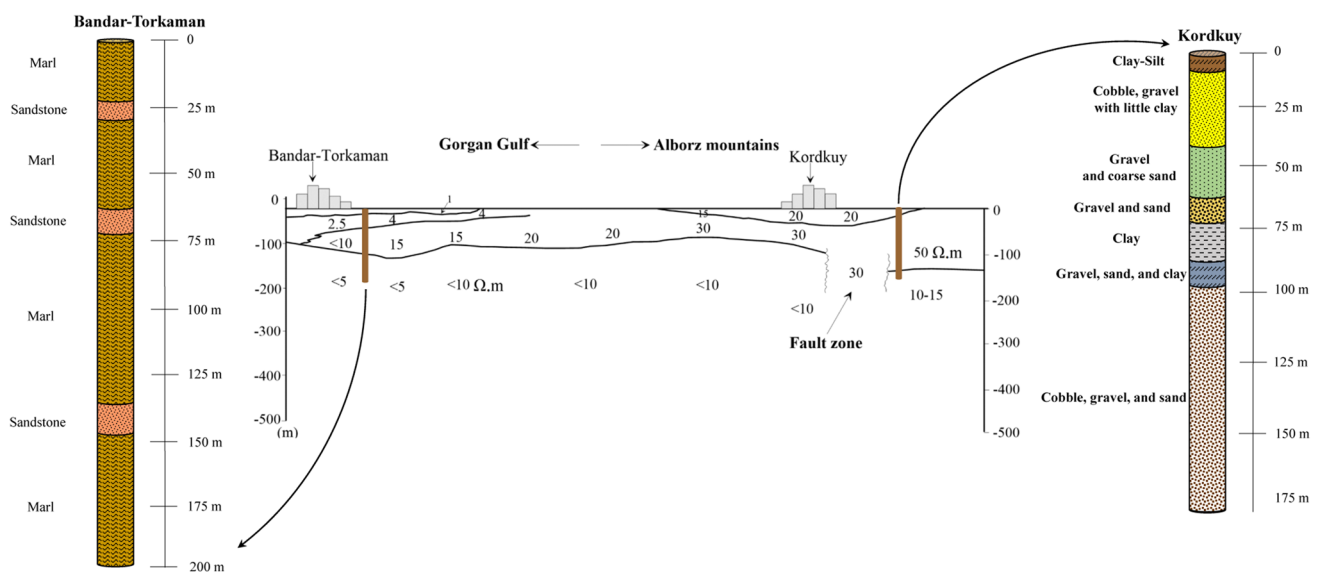 Bandar-Torkaman
0
Marl
Sandstone
25 m
Marl
50 m
Sandstone
75 m
Marl
100 m
125 m
Sandstone
150 m
Marl
175 m
200 m
Gorgan Gulf
Alborz mountains
Bandar-Torkaman
Kordkuy
0
-100
-200
-300
-400
-500
(m)
1
2.5
4
4
15
20
20
<10
15
15
20
20
30
30
50 Ω.m
<5
<5
<10 Ω.m
<10
<10
<10
30
10-15
Fault zone
0
-100
-200
-300
-400
-500
Kordkuy
0
Clay-Silt
Cobble, gravel
with little clay
25 m
Gravel
and coarse sand
50 m
Gravel and sand
75 m
Clay
Gravel, sand, and clay
100 m
125 m
Cobble, gravel, and sand
150 m
175 m